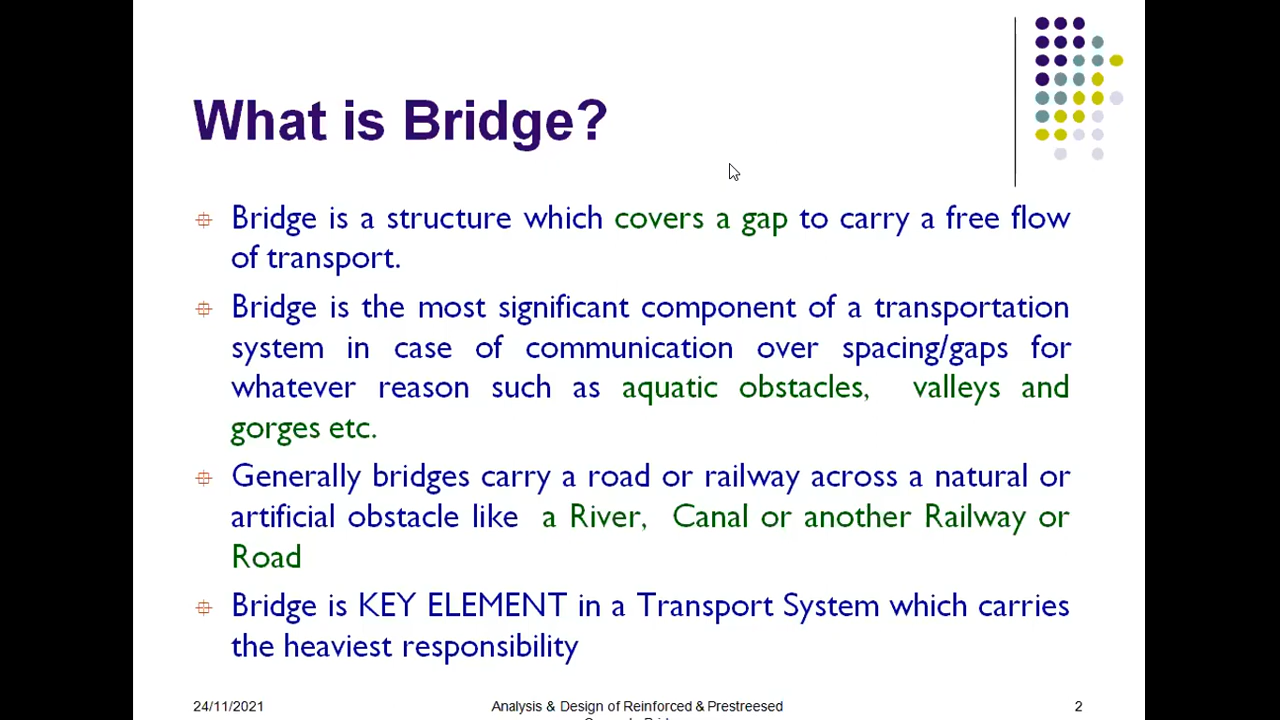 What is Bridge?
Bridge is a structure which covers a gap to carry a free flow
of transport.
Bridge is the most significant component of a transportation
system in case of communication over spacing/gaps for
whatever reason such as aquatic obstacles, valleys and
gorges etc.
Generally bridges carry a road or railway across a natural or
artificial obstacle like a River, Canal or another Railway or
Road
Bridge is KEY ELEMENT in a Transport System which carries
the heaviest responsibility
24/11/2021
Analysis & Design of Reinforced & Prestreesed
2